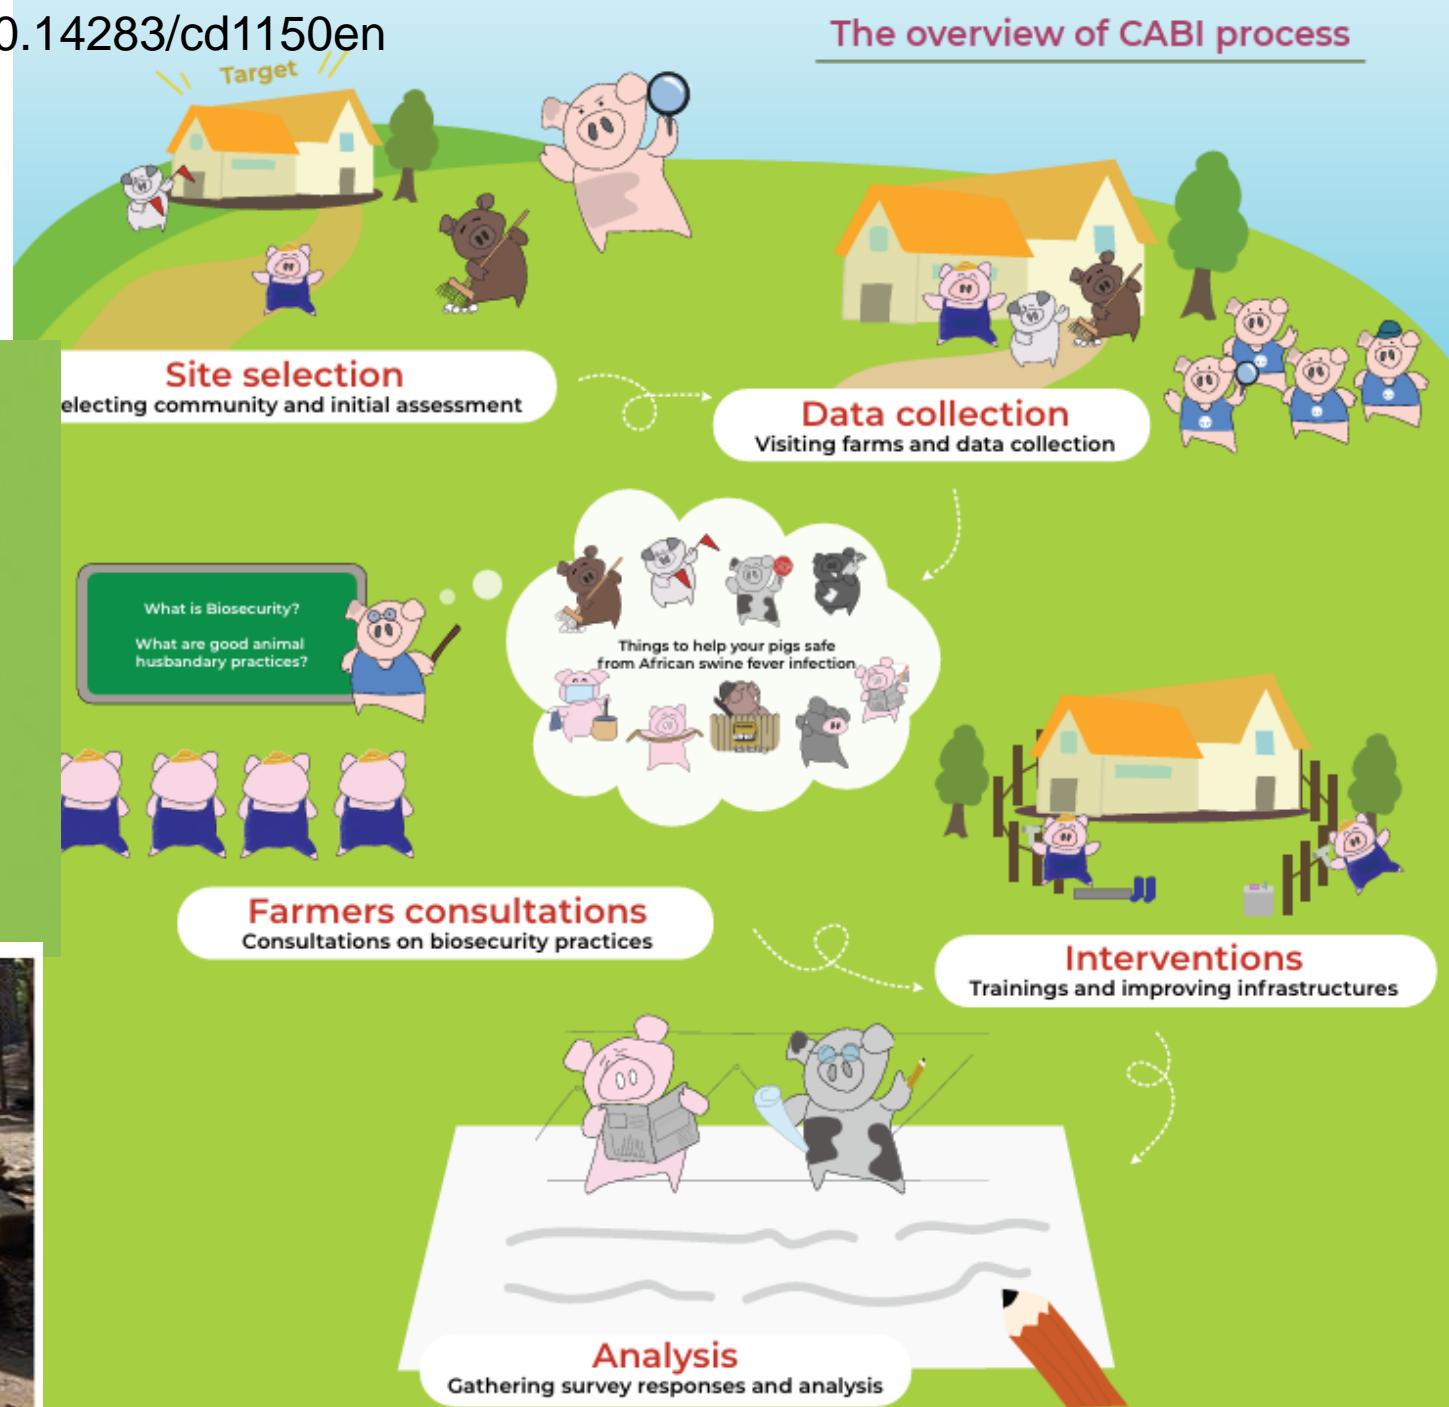 0.14283/cd1150en
The overview of CABI process
Target
Site selection
electing community and initial assessment
Data collection
Visiting farms and data collection
What is Biosecurity?
What are good animal
husbandary practices?
Things to help your pigs safe
from African swine fever infection
Farmers consultations
Consultations on biosecurity practices
Interventions
Trainings and improving infrastructures
Analysis
Gathering survey responses and analysis